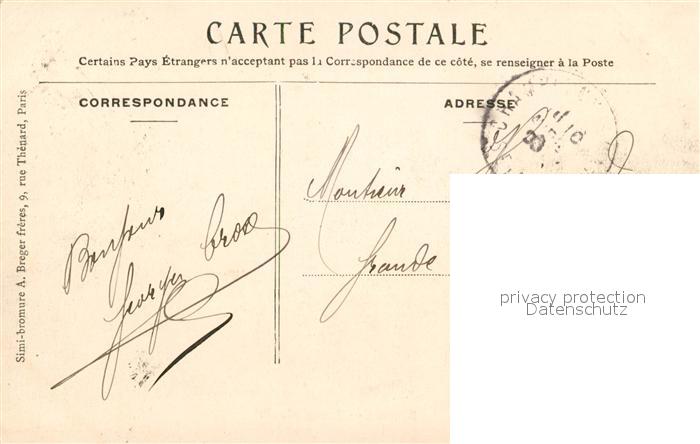 CARTE POSTALE
Certains Pays Étrangers n'acceptant pas la Correspondance de ce côté, se renseigner à la Poste
CORRESPONDANCE
ADRESSE
Simi-bromure A. Breger frères, 9, rue Thénard, Paris
Bonjour
Georges
Monsieur
Grande
privacy protection
Datenschutz